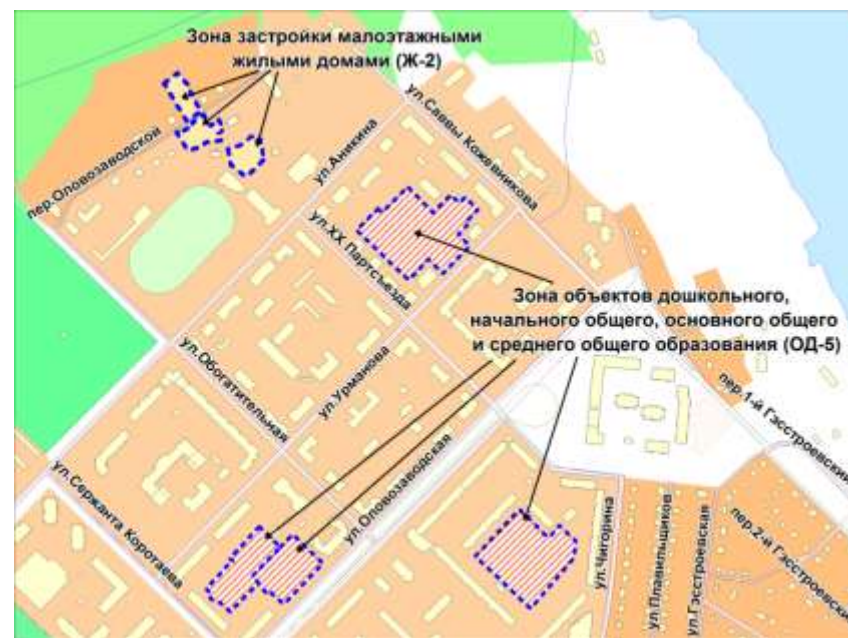 Зона застройки малоэтажными
жилыми домами (Ж-2)
ул.Саввы Кожевникова
ул.Аникина
пер.Оловозаводской
ул.XX Партсъезда
Зона объектов дошкольного,
начального общего, основного общего
и среднего общего образования (ОД-5)
ул.Обогатительная
ул.Урманова
пер.1-й Гэсстроевский
ул.Сержанта Коротаева
ул.Оловозаводская
ул.Чигорина
ул.Плавильщиков
ул.Гэсстроевская
пер.2-й Гэсстроевский